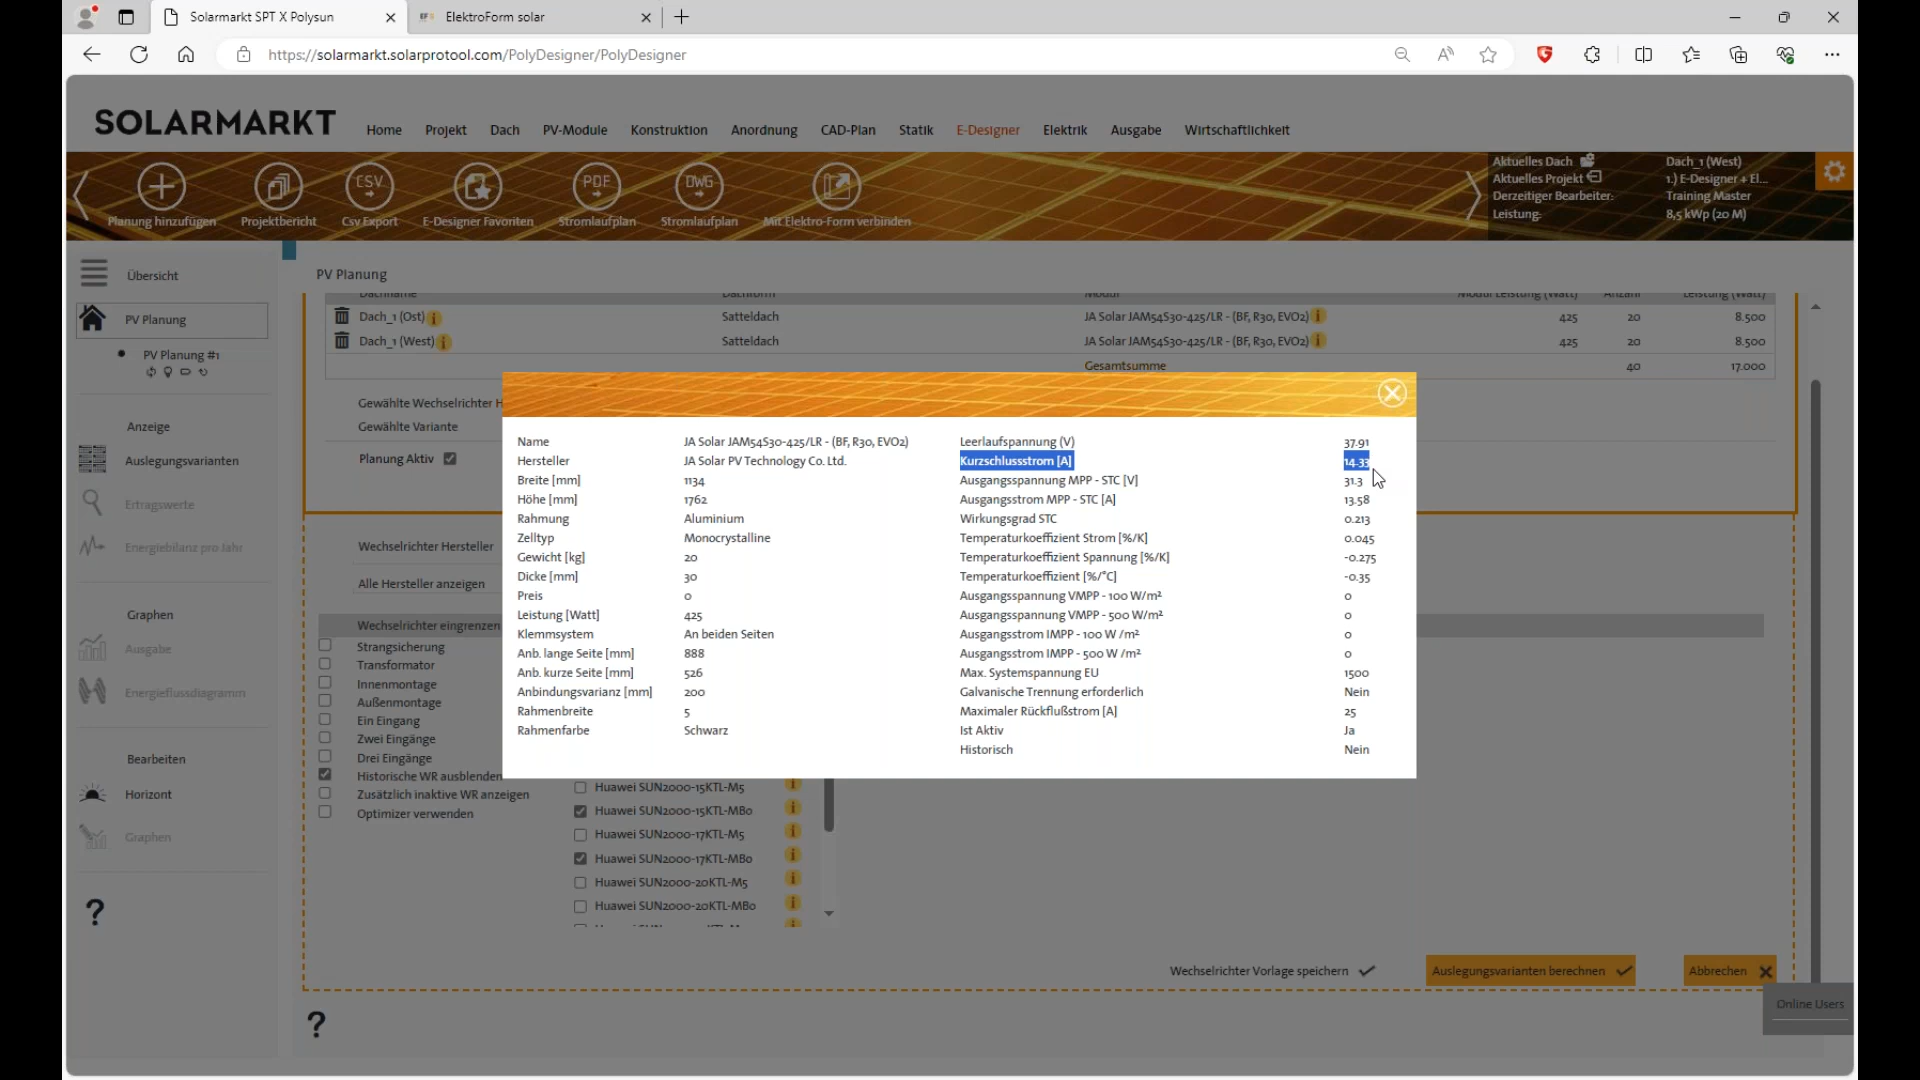 Solarmarkt SPT X Polysun
ElektroForm solar
https://solarmarkt.solarprotool.com/PolyDesigner/PolyDesigner
SOLARMARKT
Home Projekt Dach PV-Module Konstruktion Anordnung CAD-Plan Statik E-Designer Elektrik Ausgabe Wirtschaftlichkeit
CSV PDF DWG
Planung hinzufügen Projektbericht Csv Export E-Designer Favoriten Stromlaufplan Stromlaufplan Mit Elektro-Form verbinden
Aktuelles Dach Dach_1 (West)
Aktuelles Projekt 1.) E-Designer + El...
Derzeitiger Bearbeiter: Training Master
Leistung: 8,5 kWp (20 M)
Übersicht
PV Planung
PV Planung #1
Anzeige
Auslegungsvarianten
Ertragswerte
Energiebilanz pro Jahr
Graphen
Ausgabe
Energieflussdiagramm
Bearbeiten
Horizont
Graphen
?
PV Planung
Dachname Dachform Modul Modul Leistung (Watt) Anzahl Leistung (Watt)
Dach_1 (Ost) Satteldach JA Solar JAM54S30-425/LR - (BF, R30, EVO2) 425 20 8.500
Dach_1 (West) Satteldach JA Solar JAM54S30-425/LR - (BF, R30, EVO2) 425 20 8.500
Gesamtsumme 40 17.000
Gewählte Wechselrichter H
Gewählte Variante
Planung Aktiv
Wechselrichter Hersteller
Alle Hersteller anzeigen
Wechselrichter eingrenzen
Strangsicherung
Transformator
Innenmontage
Außenmontage
Ein Eingang
Zwei Eingänge
Drei Eingänge
Historische WR ausblenden
Zusätzlich inaktive WR anzeigen
Optimizer verwenden
Name JA Solar JAM54S30-425/LR - (BF, R30, EVO2)
Hersteller JA Solar PV Technology Co. Ltd.
Breite [mm] 1134
Höhe [mm] 1762
Rahmung Aluminium
Zelltyp Monocrystalline
Gewicht [kg] 20
Dicke [mm] 30
Preis 0
Leistung [Watt] 425
Klemmsystem An beiden Seiten
Anb. lange Seite [mm] 888
Anb. kurze Seite [mm] 526
Anbindungsvarianz [mm] 200
Rahmenbreite 5
Rahmenfarbe Schwarz
Leerlaufspannung (V) 37.91
Kurzschlussstrom [A] 14.33
Ausgangsspannung MPP - STC [V] 31.3
Ausgangsstrom MPP - STC [A] 13.58
Wirkungsgrad STC 0.213
Temperaturkoeffizient Strom [%/K] 0.045
Temperaturkoeffizient Spannung [%/K] -0.275
Temperaturkoeffizient [%/°C] -0.35
Ausgangsspannung VMPP - 100 W/m² 0
Ausgangsspannung VMPP - 500 W/m² 0
Ausgangsstrom IMPP - 100 W /m² 0
Ausgangsstrom IMPP - 500 W /m² 0
Max. Systemspannung EU 1500
Galvanische Trennung erforderlich Nein
Maximaler Rückflußstrom [A] 25
Ist Aktiv Ja
Historisch Nein
Huawei SUN2000-15KTL-M5
Huawei SUN2000-15KTL-MB0
Huawei SUN2000-17KTL-M5
Huawei SUN2000-17KTL-MB0
Huawei SUN2000-20KTL-M5
Huawei SUN2000-20KTL-MB0
Wechselrichter Vorlage speichern Auslegungsvarianten berechnen Abbrechen
Online Users
?